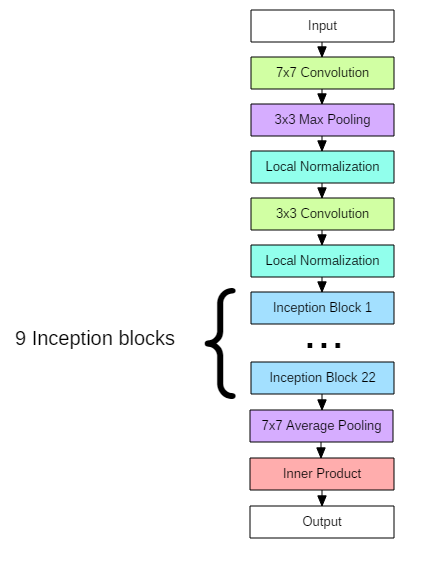 Input
7x7 Convolution
3x3 Max Pooling
Local Normalization
3x3 Convolution
Local Normalization
9 Inception blocks
Inception Block 1
...
Inception Block 22
7x7 Average Pooling
Inner Product
Output